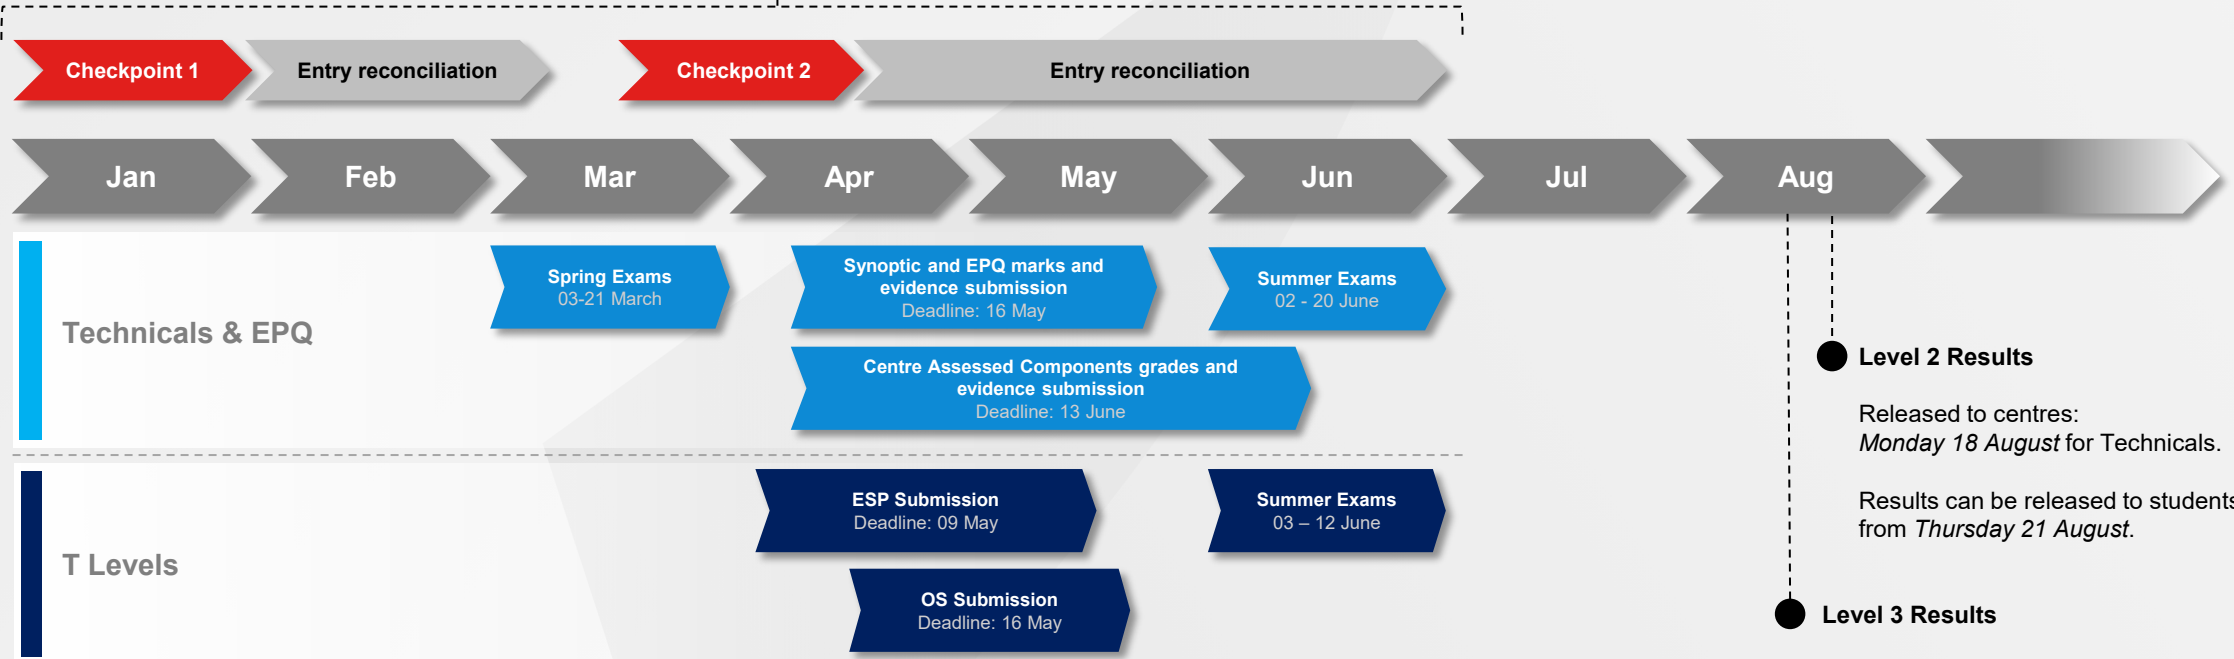 Checkpoint 1
Entry reconciliation
Checkpoint 2
Entry reconciliation
Jan
Feb
Mar
Apr
May
Jun
Jul
Aug
Technicals & EPQ
Spring Exams
03-21 March
Synoptic and EPQ marks and
evidence submission
Deadline: 16 May
Summer Exams
02 - 20 June
Centre Assessed Components grades and
evidence submission
Deadline: 13 June
T Levels
ESP Submission
Deadline: 09 May
Summer Exams
03 – 12 June
OS Submission
Deadline: 16 May
Level 2 Results
Released to centres:
Monday 18 August for Technicals.
Results can be released to students
from Thursday 21 August.
Level 3 Results